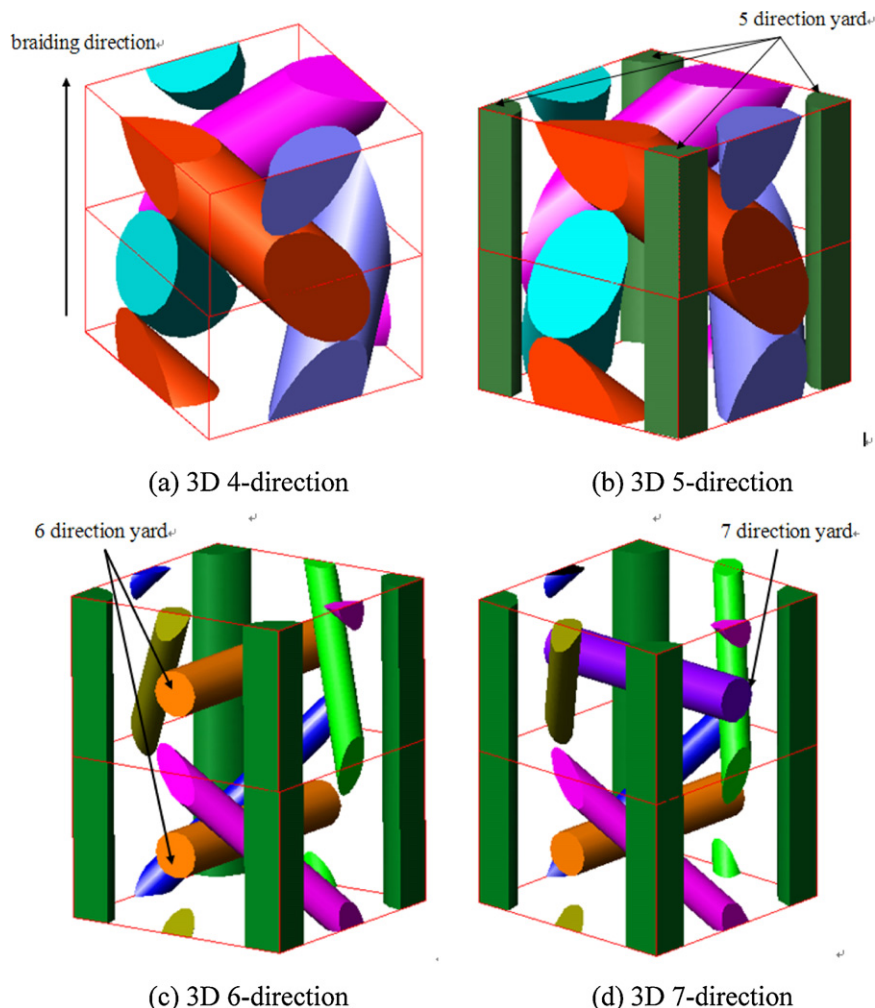 braiding direction↵
5 direction yard↵
(a) 3D 4-direction
(b) 3D 5-direction
↵
↵
6 direction yard↵
7 direction yard↵
(c) 3D 6-direction
(d) 3D 7-direction